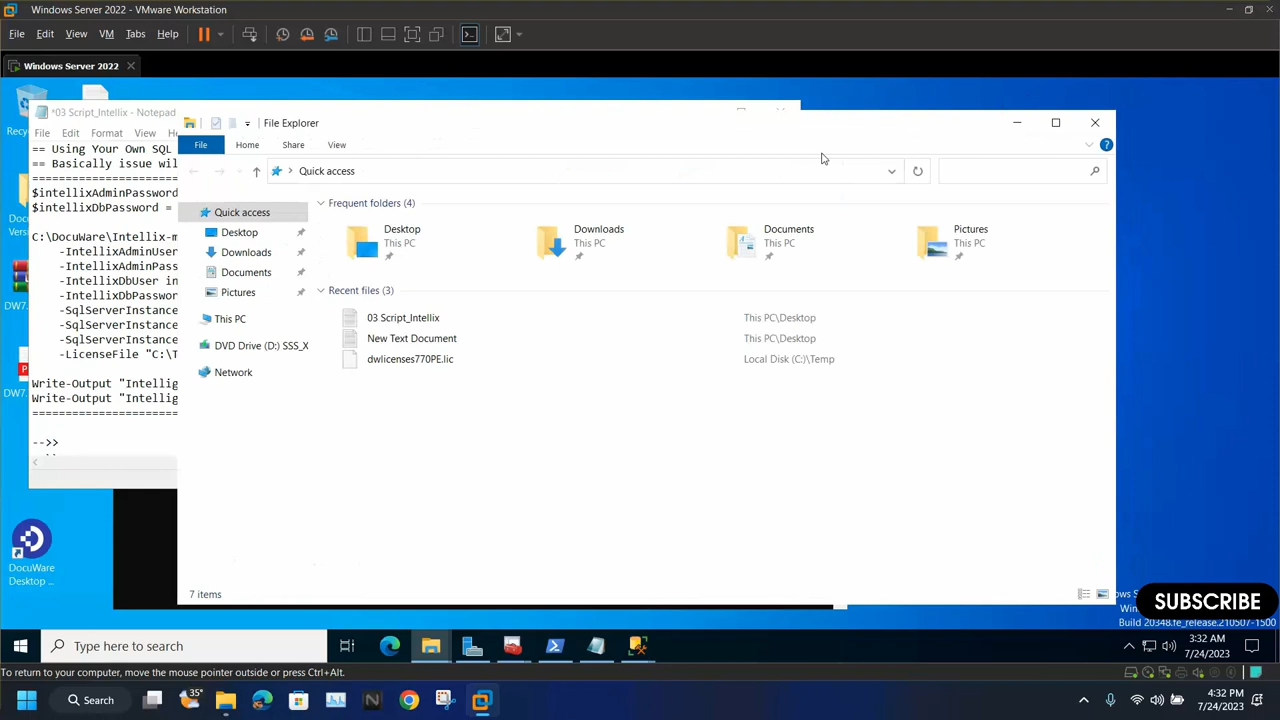 Windows Server 2022 - VMware Workstation
File Edit View VM Tabs Help
Windows Server 2022
*03 Script_Intellix - Notepad
File Edit Format View
== Using Your Own SQL
== Basically issue wil
$intellixAdminPassword
$intellixDbPassword =
C:\DocuWare\Intellix-m
-IntellixAdminUser
-IntellixAdminPass
-IntellixDbUser in
-IntellixDbPassword
-SqlServerInstance
-SqlServerInstance
-SqlServerInstance
-LicenseFile "C:\T
Write-Output "Intellig
Write-Output "Intellig
-->>
File Explorer
File Home Share View
Quick access
Quick access
Desktop
Downloads
Documents
Pictures
This PC
DVD Drive (D:) SSS_X
Network
Frequent folders (4)
Desktop
This PC
Downloads
This PC
Documents
This PC
Pictures
This PC
Recent files (3)
03 Script_Intellix This PC\Desktop
New Text Document This PC\Desktop
dwlicenses770PE.lic Local Disk (C:)\Temp
7 items
DocuWare
Desktop ...
SUBSCRIBE
Build 20348.fe_release.210507-1500
Type here to search
3:32 AM
7/24/2023
To return to your computer, move the mouse pointer outside or press Ctrl+Alt.
Search
35°
4:32 PM
7/24/2023